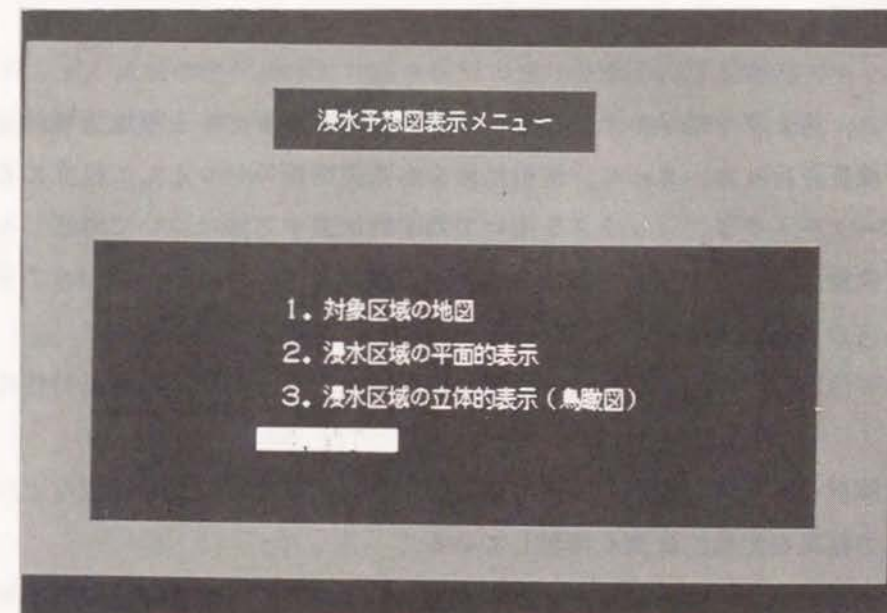 浸水予想図表示メニュー
1. 対象区域の地図
2. 浸水区域の平面的表示
3. 浸水区域の立体的表示(鳥瞰図)